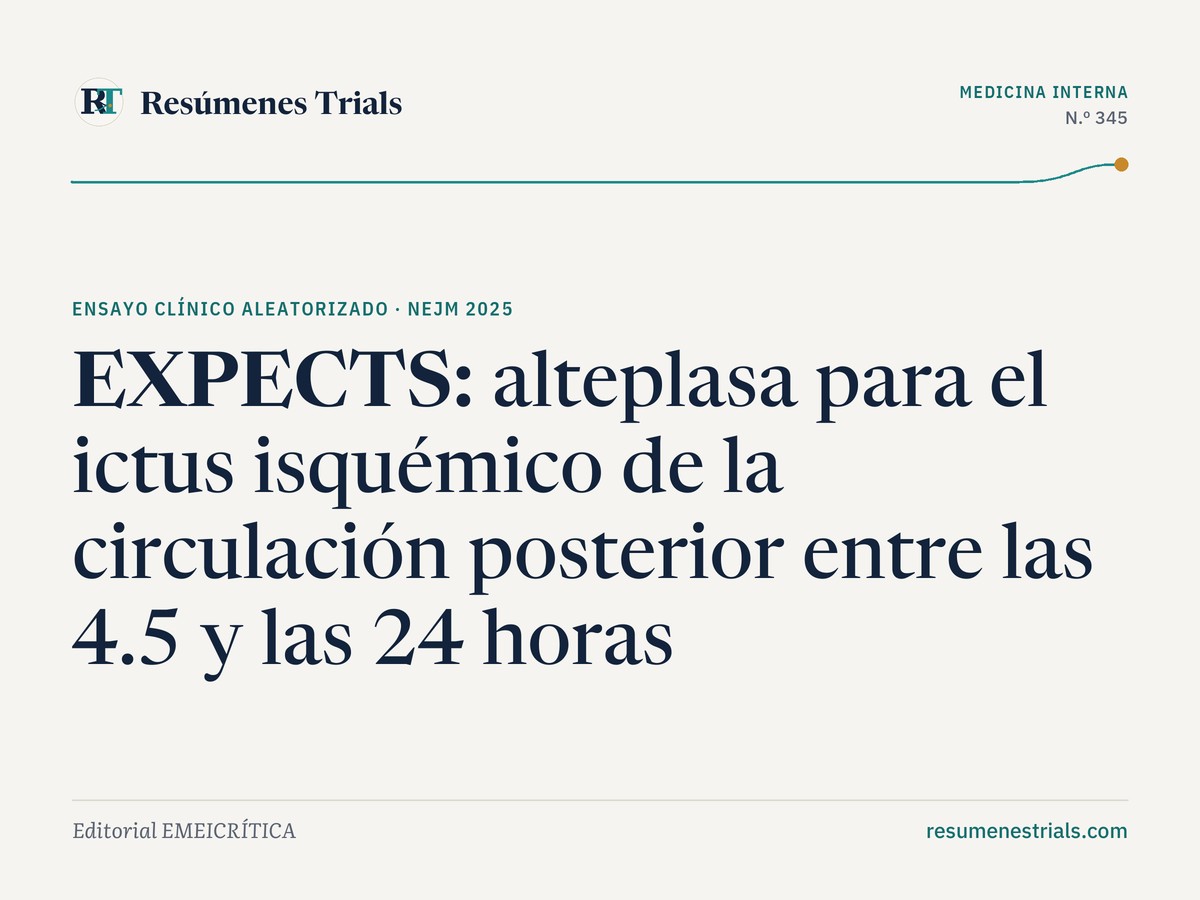 RT Resúmenes Trials
MEDICINA INTERNA
N.º 345
ENSAYO CLÍNICO ALEATORIZADO · NEJM 2025
EXPECTS: alteplasa para el
ictus isquémico de la
circulación posterior entre las
4.5 y las 24 horas
Editorial EMEICRÍTICA
resumenestrials.com